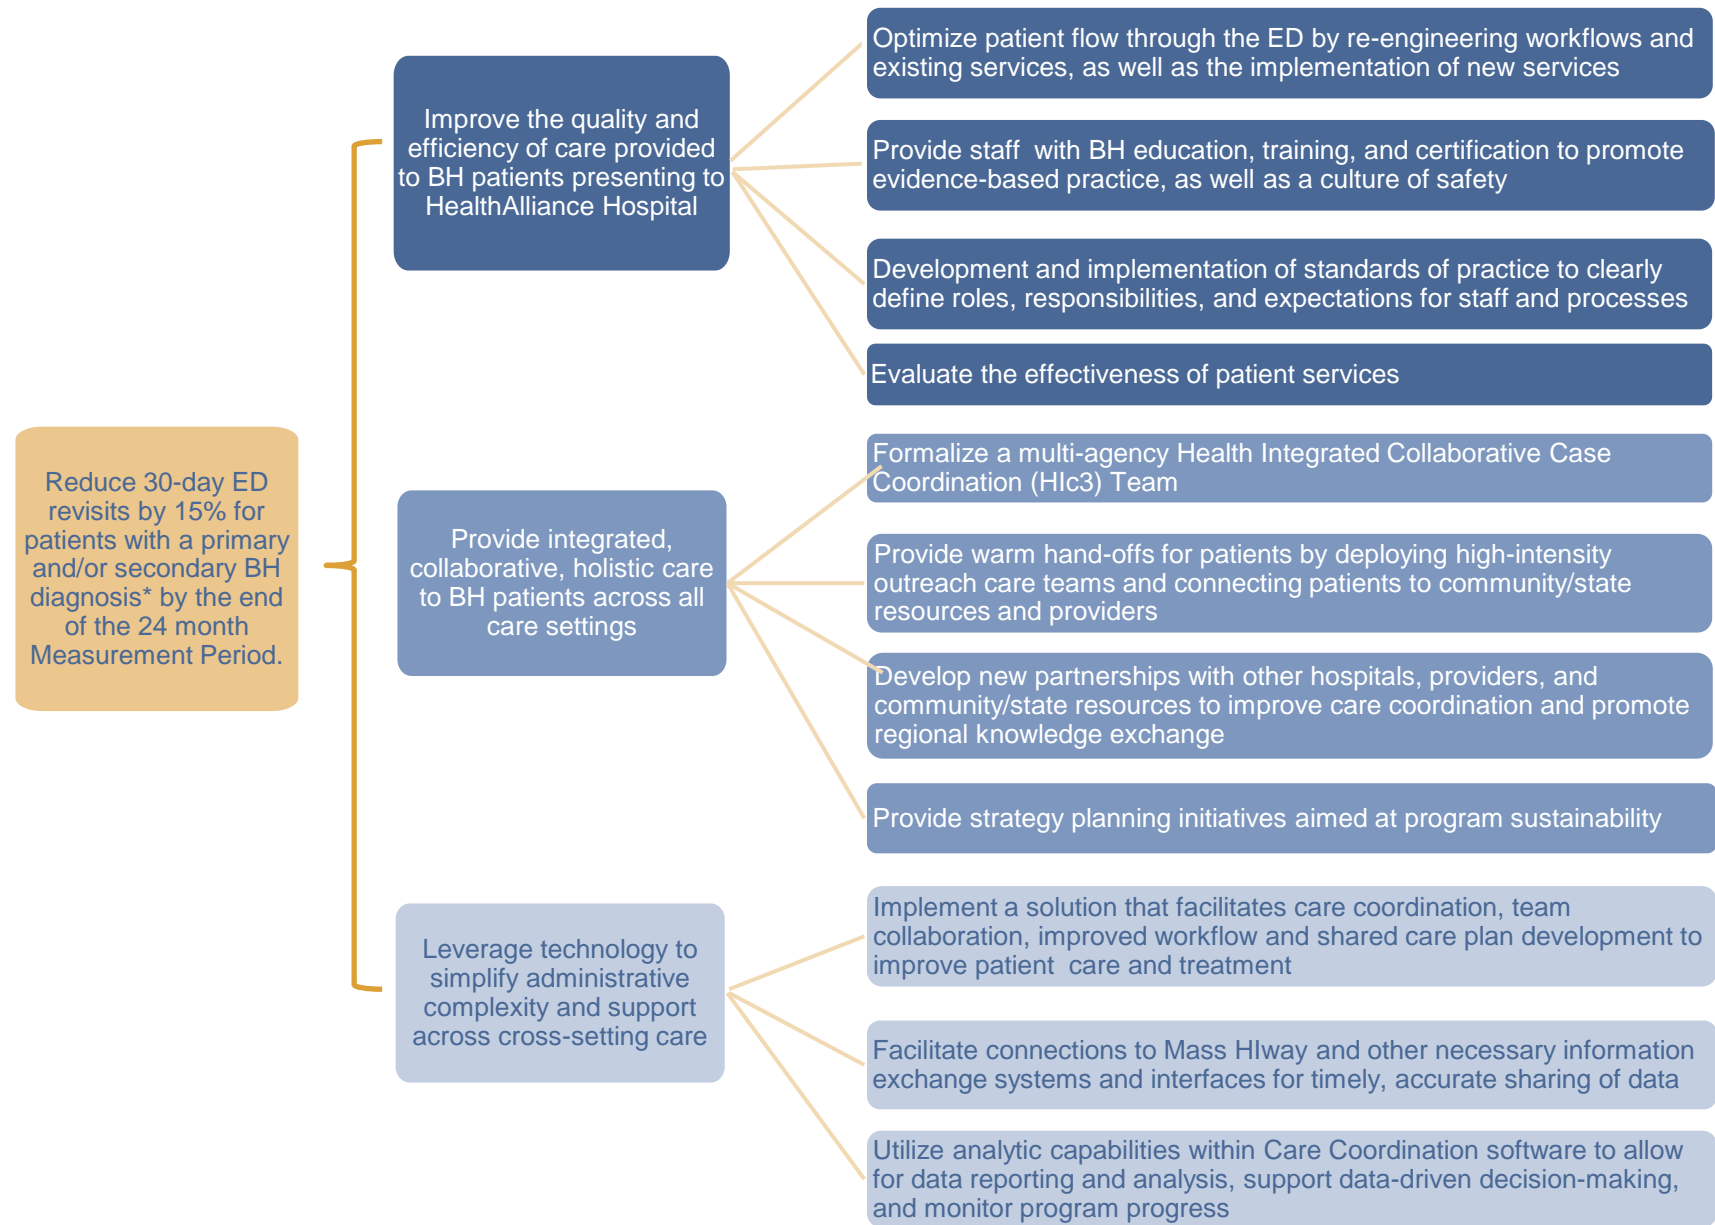 Reduce 30-day ED
revisits by 15% for
patients with a primary
and/or secondary BH
diagnosis* by the end
of the 24 month
Measurement Period.
Improve the quality and
efficiency of care provided
to BH patients presenting to
HealthAlliance Hospital
Optimize patient flow through the ED by re-engineering workflows and
existing services, as well as the implementation of new services
Provide staff  with BH education, training, and certification to promote
evidence-based practice, as well as a culture of safety
Development and implementation of standards of practice to clearly
define roles, responsibilities, and expectations for staff and processes
Evaluate the effectiveness of patient services
Provide integrated,
collaborative, holistic care
to BH patients across all
care settings
Formalize a multi-agency Health Integrated Collaborative Case
Coordination (HIc3) Team
Provide warm hand-offs for patients by deploying high-intensity
outreach care teams and connecting patients to community/state
resources and providers
Develop new partnerships with other hospitals, providers, and
community/state resources to improve care coordination and promote
regional knowledge exchange
Provide strategy planning initiatives aimed at program sustainability
Leverage technology to
simplify administrative
complexity and support
across cross-setting care
Implement a solution that facilitates care coordination, team
collaboration, improved workflow and shared care plan development to
improve patient  care and treatment
Facilitate connections to Mass HIway and other necessary information
exchange systems and interfaces for timely, accurate sharing of data
Utilize analytic capabilities within Care Coordination software to allow
for data reporting and analysis, support data-driven decision-making,
and monitor program progress